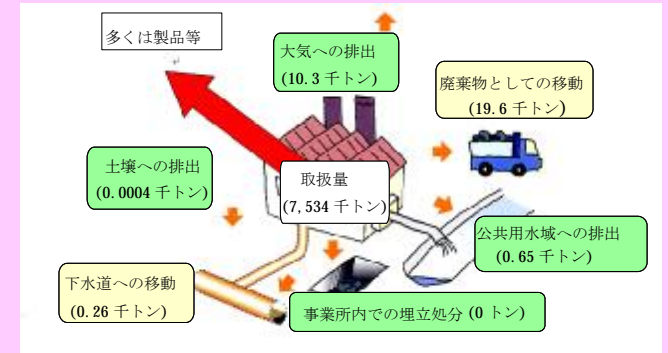 多くは製品等
大気への排出
(10.3 千トン)
廃棄物としての移動
(19.6 千トン)
土壌への排出
(0.0004 千トン)
取扱量
(7,534 千トン)
公共用水域への排出
(0.65 千トン)
下水道への移動
(0.26 千トン)
事業所内での埋立処分 (0 トン)